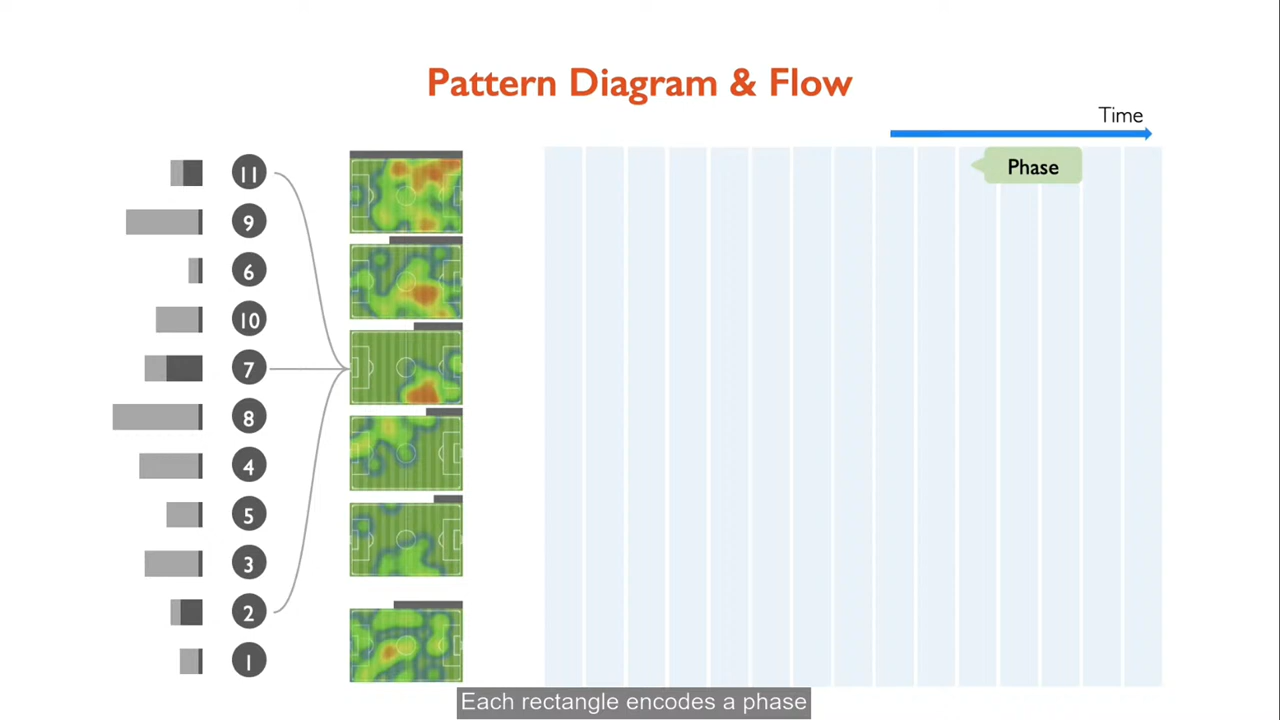 Pattern Diagram & Flow
Time
Phase
11
9
6
10
7
8
4
5
3
2
1
Each rectangle encodes a phase